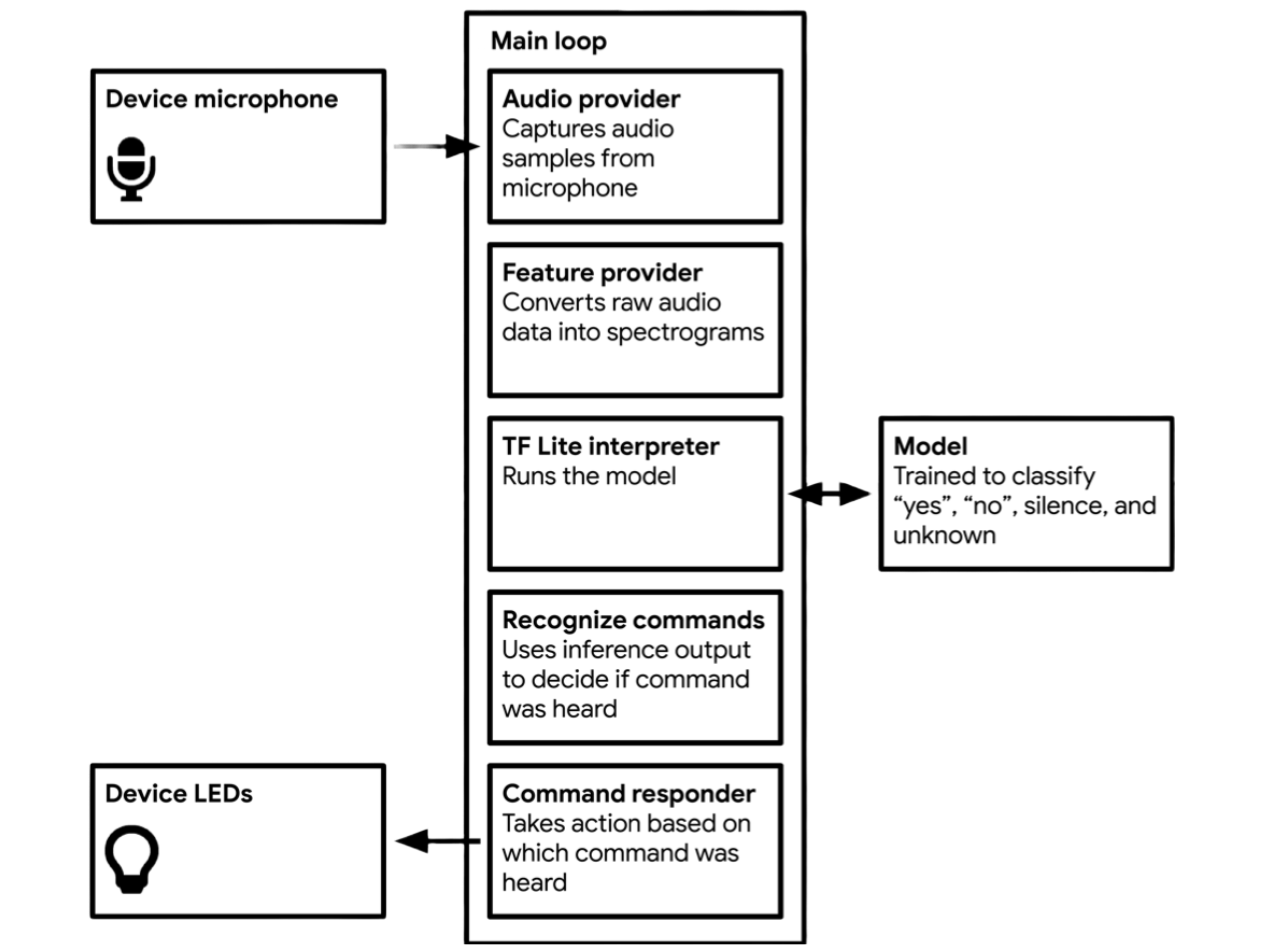 Main loop
Device microphone
Audio provider
Captures audio
samples from
microphone
Feature provider
Converts raw audio
data into spectrograms
TF Lite interpreter
Runs the model
Model
Trained to classify
“yes”, “no”, silence, and
unknown
Recognize commands
Uses inference output
to decide if command
was heard
Device LEDs
Command responder
Takes action based on
which command was
heard